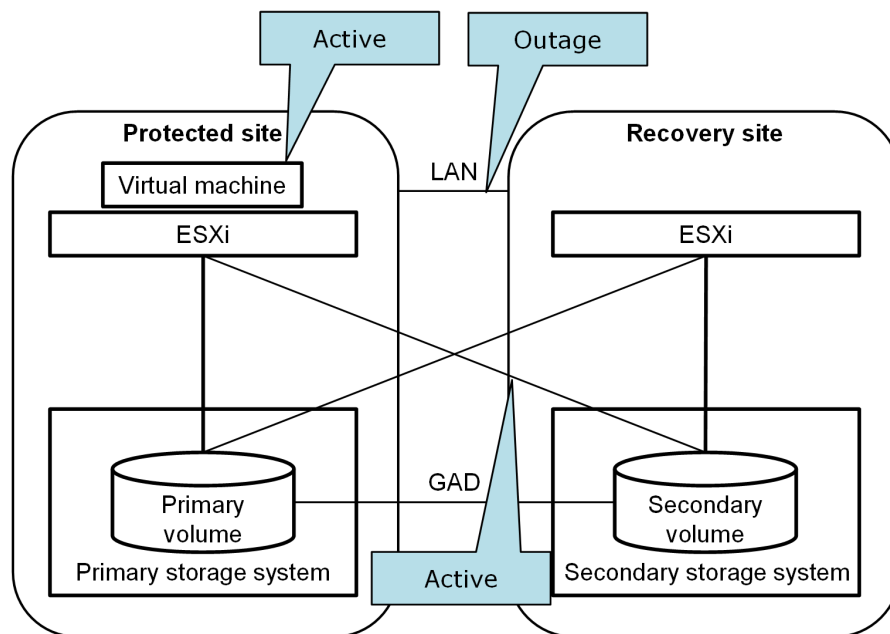 Active
Outage
Protected site
Recovery site
LAN
Virtual machine
ESXi
ESXi
GAD
Primary
volume
Secondary
volume
Primary storage system
Active
Secondary storage system